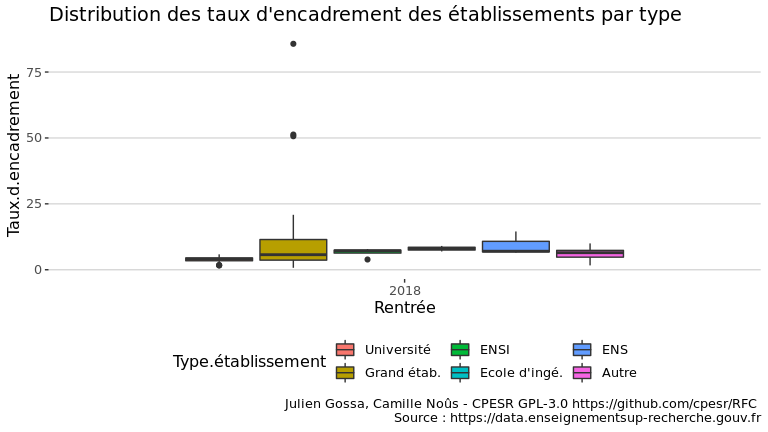 Distribution des taux d'encadrement des établissements par type
Taux.d.encadrement
75
50
25
0
2018
Rentrée
Type.établissement
Université
ENSI
ENS
Grand étab.
Ecole d'ingé.
Autre
Julien Gossa, Camille Noûs - CPESR GPL-3.0 https://github.com/cpesr/RFC
Source : https://data.enseignementsup-recherche.gouv.fr